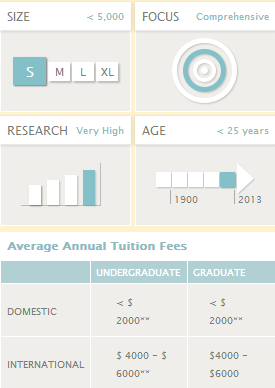 SIZE < 5,000
FOCUS Comprehensive
S M L XL
RESEARCH Very High
AGE < 25 years
1900 2013
Average Annual Tuition Fees
UNDERGRADUATE GRADUATE
DOMESTIC < $ 2000** < $ 2000**
INTERNATIONAL $ 4000 – $ 6000** $4000 – $6000